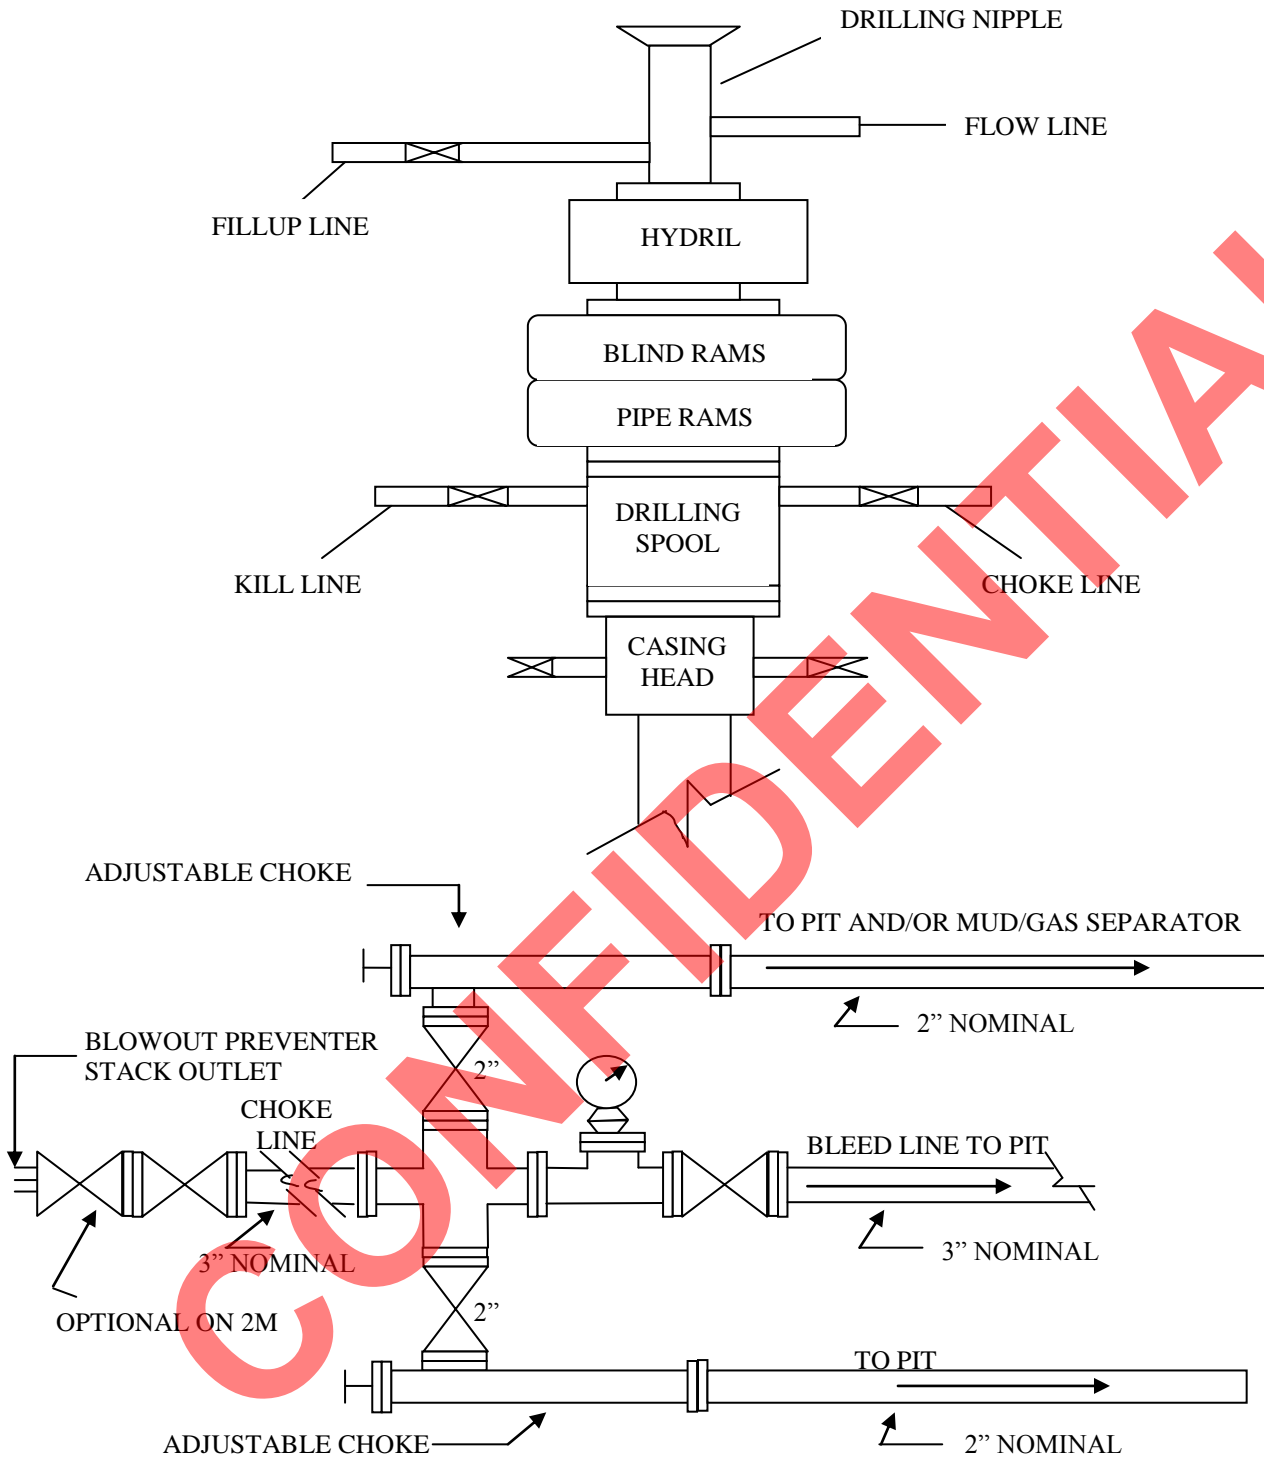 DRILLING NIPPLE
FLOW LINE
FILLUP LINE
HYDRIL
BLIND RAMS
PIPE RAMS
DRILLING
SPOOL
KILL LINE
CHOKE LINE
CASING
HEAD
ADJUSTABLE CHOKE
TO PIT AND/OR MUD/GAS SEPARATOR
2” NOMINAL
BLOWOUT PREVENTER
STACK OUTLET
2”
CHOKE
LINE
BLEED LINE TO PIT
3” NOMINAL
3” NOMINAL
OPTIONAL ON 2M
2”
TO PIT
ADJUSTABLE CHOKE
2” NOMINAL
CONFIDENTIAL